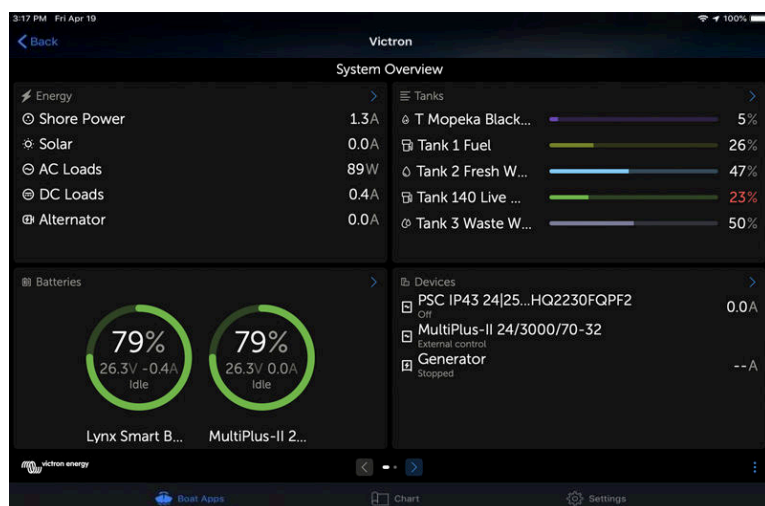 3:17 PM Fri Apr 19
100%
Back
Victron
System Overview
Energy
Shore Power 1.3A
Solar 0.0A
AC Loads 89W
DC Loads 0.4A
Alternator 0.0A
Tanks
T Mopeka Black... 5%
Tank 1 Fuel 26%
Tank 2 Fresh W... 47%
Tank 140 Live ... 23%
Tank 3 Waste W... 50%
Batteries
79%
26.3V -0.4A
Idle
Lynx Smart B...
79%
26.3V 0.0A
Idle
MultiPlus-II 2...
Devices
PSC IP43 24|25...HQ2230FQPF2 0.0A
Off
MultiPlus-II 24/3000/70-32
External control
Generator --A
Stopped
victron energy
Boat Apps
Chart
Settings